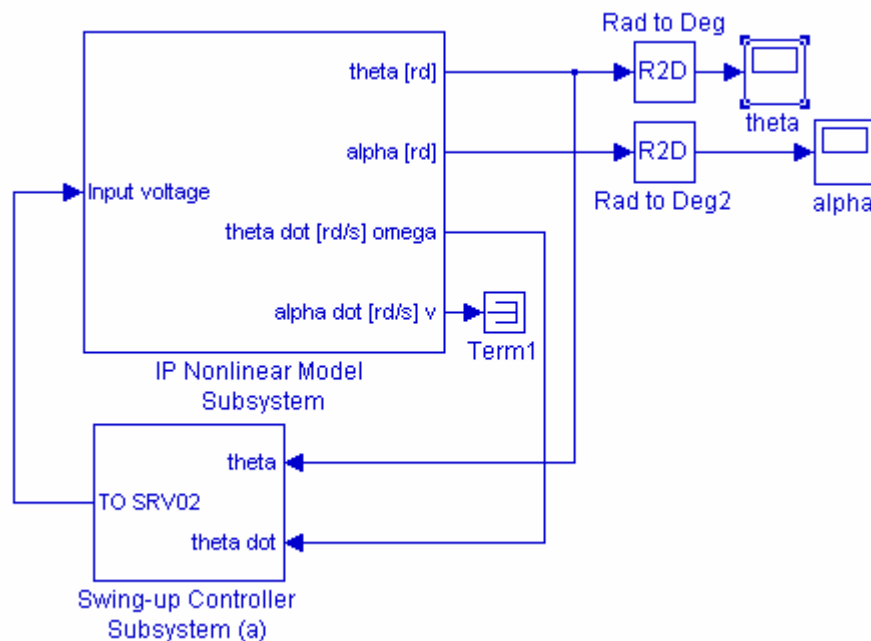 Rad to Deg
theta [rd]
R2D
theta
alpha [rd]
R2D
Rad to Deg2
alpha
Input voltage
theta dot [rd/s] omega
alpha dot [rd/s] v
Term1
IP Nonlinear Model
Subsystem
theta
TO SRV02
theta dot
Swing-up Controller
Subsystem (a)